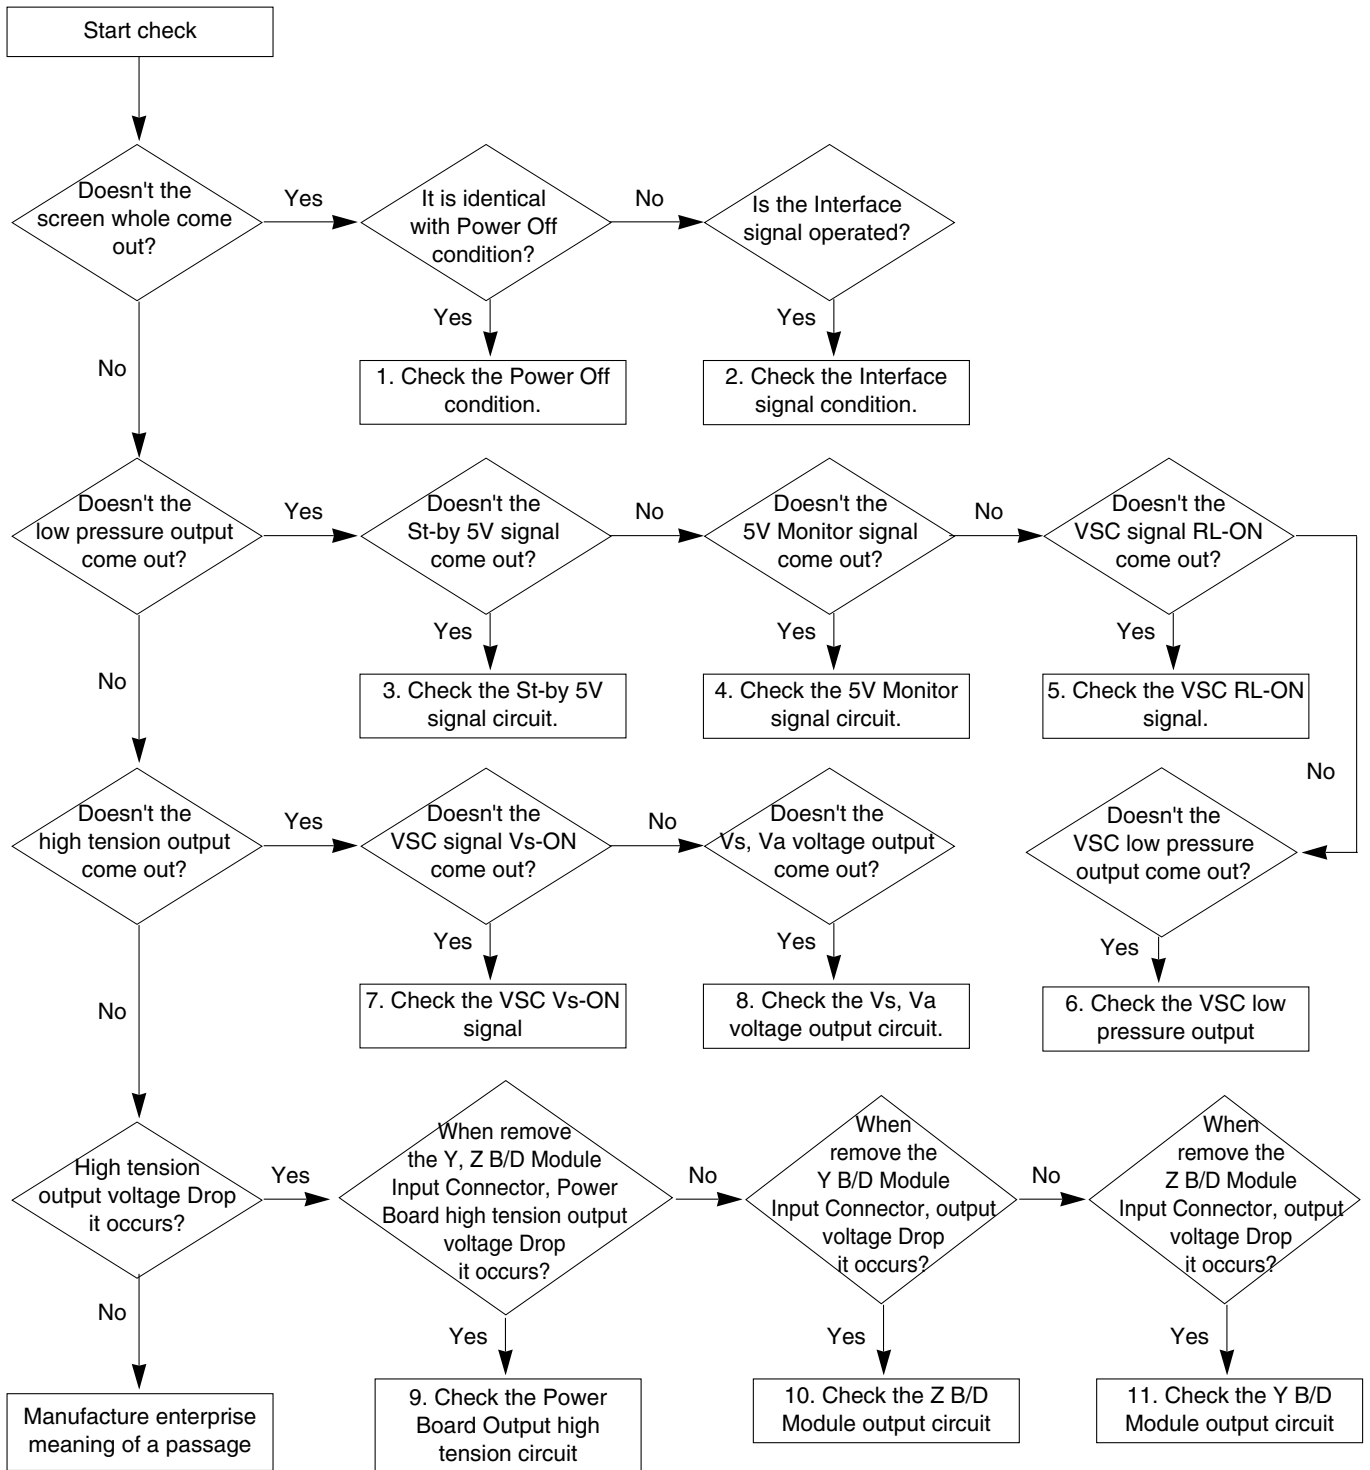 Start check
Doesn't the
screen whole come
out?
Yes
It is identical
with Power Off
condition?
No
Is the Interface
signal operated?
Yes
Yes
No
1. Check the Power Off
condition.
2. Check the Interface
signal condition.
Doesn't the
low pressure output
come out?
Yes
Doesn't the
St-by 5V signal
come out?
No
Doesn't the
5V Monitor signal
come out?
No
Doesn't the
VSC signal RL-ON
come out?
Yes
Yes
Yes
No
3. Check the St-by 5V
signal circuit.
4. Check the 5V Monitor
signal circuit.
5. Check the VSC RL-ON
signal.
No
Doesn't the
high tension output
come out?
Yes
Doesn't the
VSC signal Vs-ON
come out?
No
Doesn't the
Vs, Va voltage output
come out?
Doesn't the
VSC low pressure
output come out?
Yes
Yes
Yes
No
7. Check the VSC Vs-ON
signal
8. Check the Vs, Va
voltage output circuit.
6. Check the VSC low
pressure output
High tension
output voltage Drop
it occurs?
Yes
When remove
the Y, Z B/D Module
Input Connector, Power
Board high tension output
voltage Drop
it occurs?
No
When
remove the
Y B/D Module
Input Connector, output
voltage Drop
it occurs?
No
When
remove the
Z B/D Module
Input Connector, output
voltage Drop
it occurs?
No
Yes
Yes
Yes
Manufacture enterprise
meaning of a passage
9. Check the Power
Board Output high
tension circuit
10. Check the Z B/D
Module output circuit
11. Check the Y B/D
Module output circuit